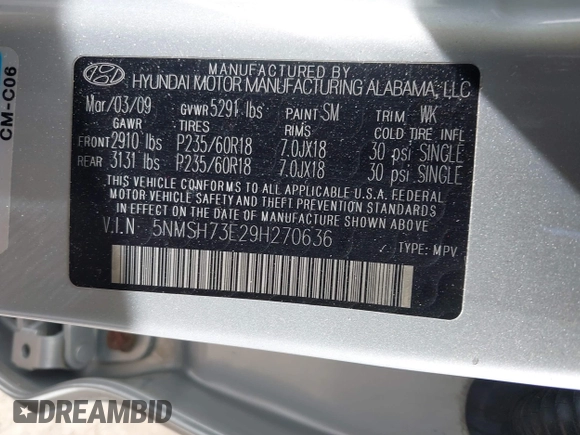 CM-C06
MANUFACTURED BY
HYUNDAI MOTOR MANUFACTURING ALABAMA, LLC
Mar/03/09 GVWR 5291 lbs PAINT SM TRIM WK
GAWR TIRES RIMS COLD TIRE INFL
FRONT 2910 lbs P235/60R18 7.0JX18 30 psi SINGLE
REAR 3131 lbs P235/60R18 7.0JX18 30 psi SINGLE
THIS VEHICLE CONFORMS TO ALL APPLICABLE U.S.A. FEDERAL
MOTOR VEHICLE SAFETY AND THEFT PREVENTION STANDARDS
IN EFFECT ON THE DATE OF MANUFACTURE SHOWN ABOVE.
V.I.N 5NMSH73E29H270636 TYPE: MPV
DREAMBID